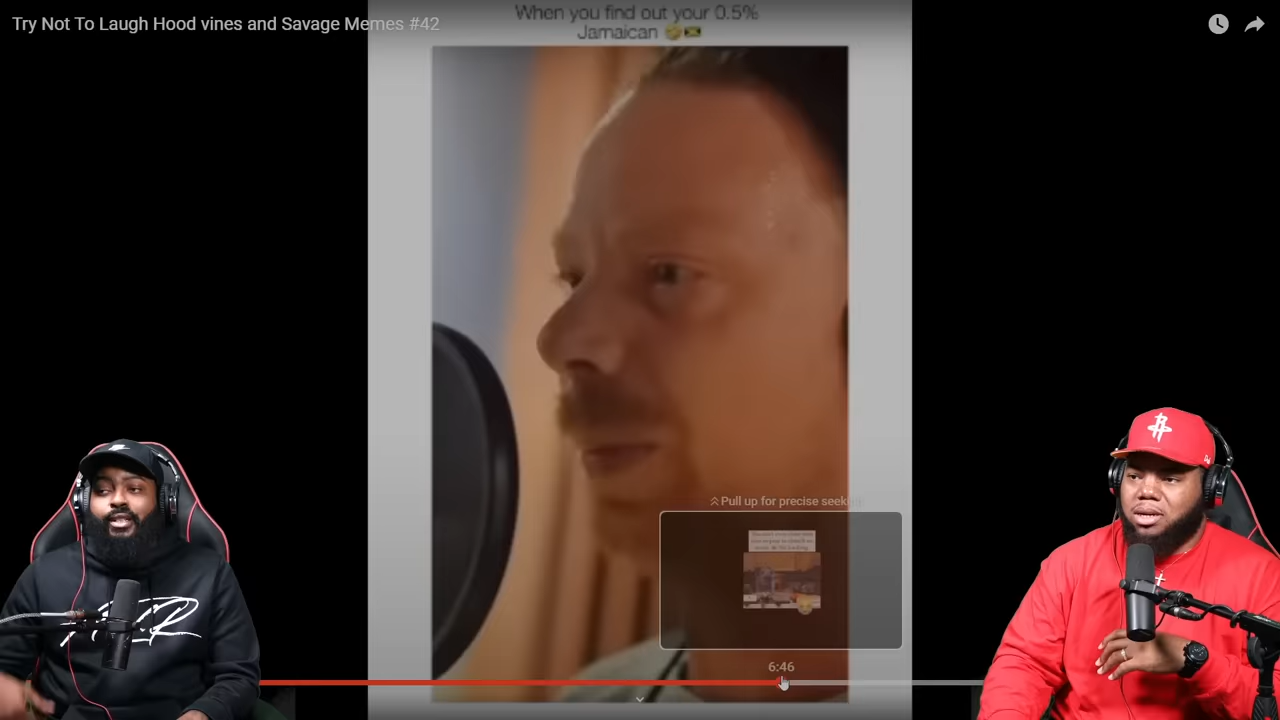 Try Not To Laugh Hood vines and Savage Memes #42
When you find out your 0.5%
Jamaican 🤣🇯🇲
Pull up for precise seek
6:46